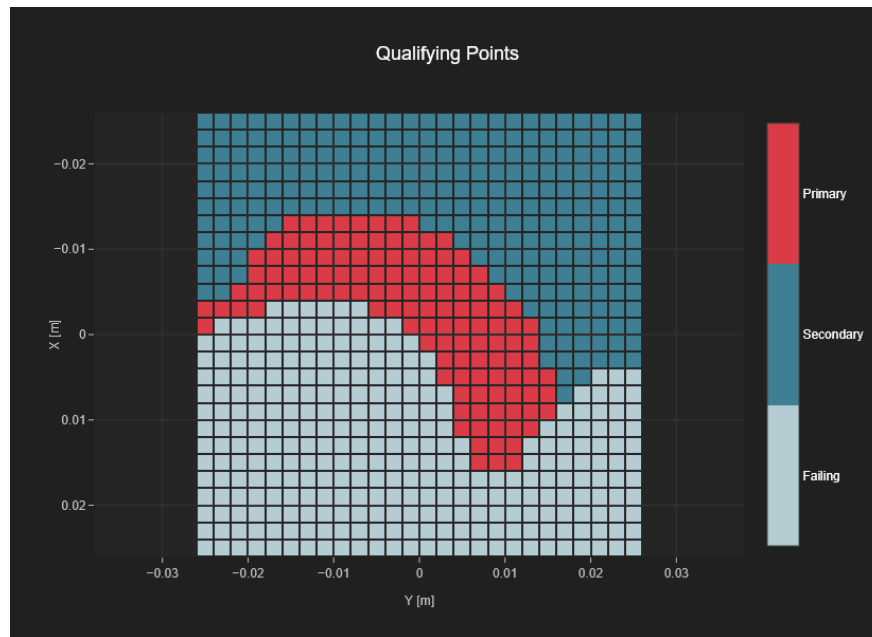 Qualifying Points
−0.02
−0.01
0
0.01
0.02
X [m]
−0.03
−0.02
−0.01
0
0.01
0.02
0.03
Y [m]
Primary
Secondary
Failing